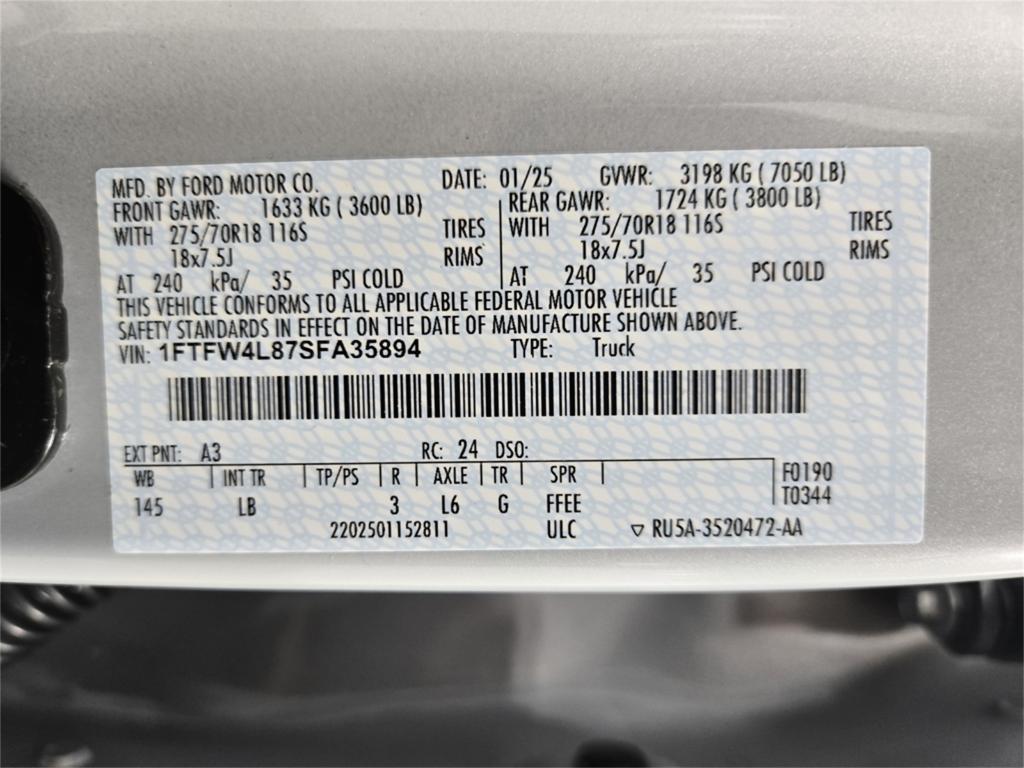 MFD. BY FORD MOTOR CO. DATE: 01/25 GVWR: 3198 KG ( 7050 LB)
FRONT GAWR: 1633 KG ( 3600 LB) REAR GAWR: 1724 KG ( 3800 LB)
WITH 275/70R18 116S TIRES WITH 275/70R18 116S TIRES
18x7.5J RIMS 18x7.5J RIMS
AT 240 kPa/ 35 PSI COLD AT 240 kPa/ 35 PSI COLD
THIS VEHICLE CONFORMS TO ALL APPLICABLE FEDERAL MOTOR VEHICLE
SAFETY STANDARDS IN EFFECT ON THE DATE OF MANUFACTURE SHOWN ABOVE.
VIN: 1FTFW4L87SFA35894 TYPE: Truck
EXT PNT: A3 RC: 24 DSO:
WB INT TR TP/PS R AXLE TR SPR F0190
145 LB 3 L6 G FFEE T0344
2202501152811 ULC ▽ RU5A-3520472-AA